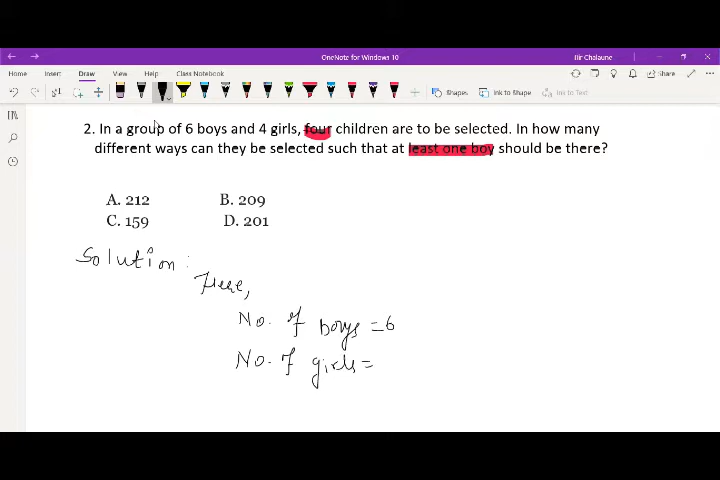 OneNote for Windows 10
Hir Chalaune
Home Insert Draw View Help Class Notebook
Share
Shapes Ink to Shape Ink to Text
2. In a group of 6 boys and 4 girls, four children are to be selected. In how many
different ways can they be selected such that at least one boy should be there?
A. 212 B. 209
C. 159 D. 201
Solution:
Here,
No. of boys = 6
No. of girls =